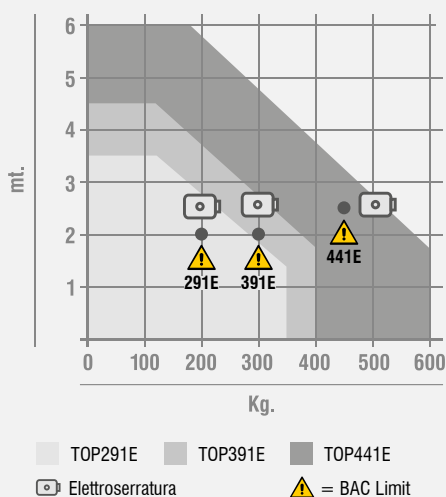 6
5
4
3
2
1
mt.
291E
391E
441E
0 100 200 300 400 500 600
Kg.
TOP291E TOP391E TOP441E
Elettroserratura = BAC Limit